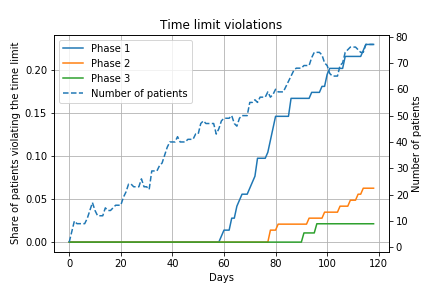 Time limit violations
Share of patients violating the time limit
0.20
0.15
0.10
0.05
0.00
Phase 1
Phase 2
Phase 3
Number of patients
80
70
60
50
40
30
20
10
0
Number of patients
0 20 40 60 80 100 120
Days